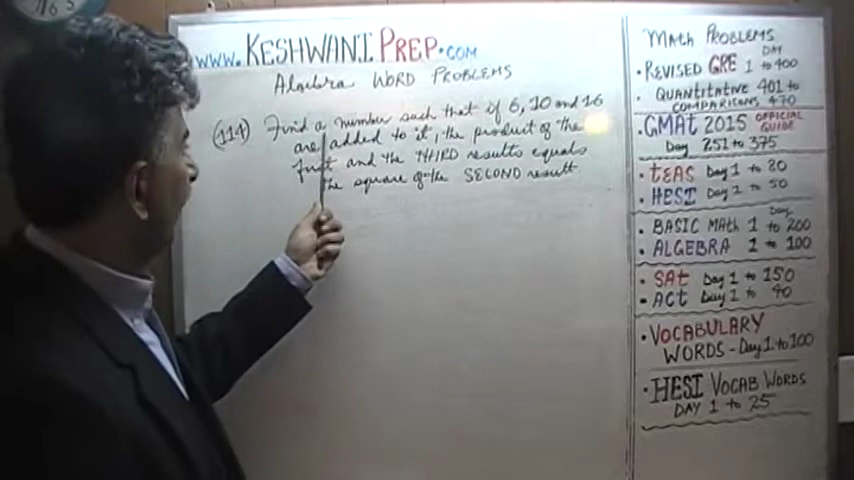 www.KESHWANIPREP.com
Algebra WORD PROBLEMS
(114) Find a number such that if 6, 10 and 16
are added to it, the product of the
first and the THIRD results equals
the square of the SECOND result.
MATH PROBLEMS
DAY
• REVISED GRE 1 to 400
• QUANTITATIVE 401 to
COMPARICONS 470
• GMAt 2015 OFFICIAL
GUIDE
Day 251 to 375
• tEAS Day 1 to 80
• HESI Day 1 to 50
Day
• BASIC MAth 1 to 200
• ALGEBRA 1 to 100
• SAt Day 1 to 150
• ACt Day 1 to 40
• VOCABULARY
WORDS - Day 1 to 100
• HESI VOCAB WORDS
DAY 1 to 25